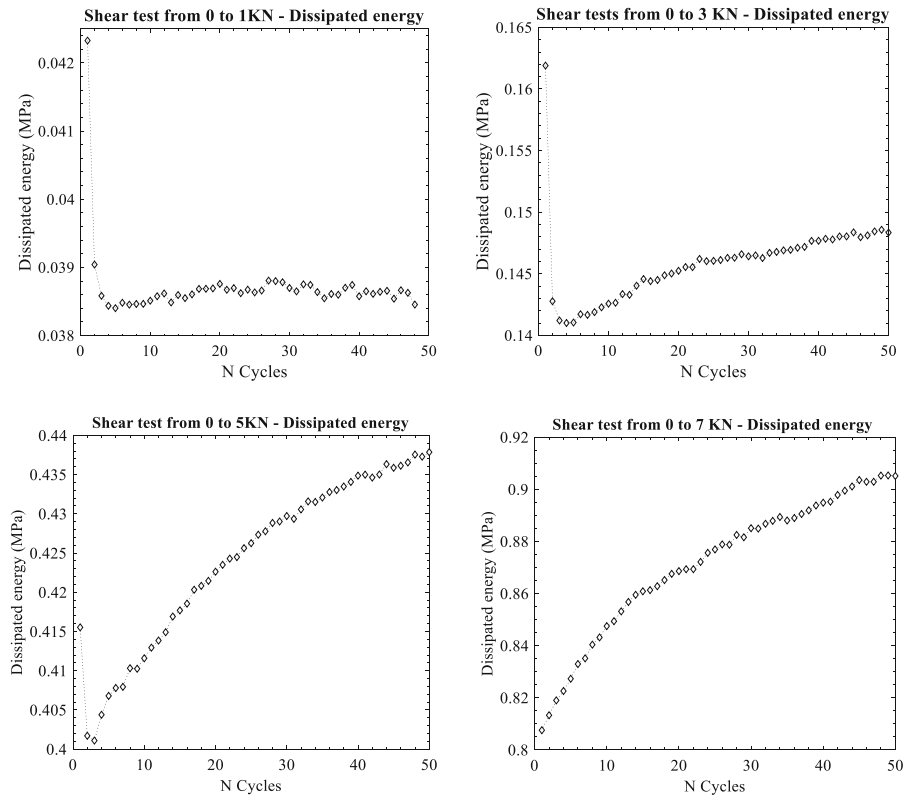 Shear test from 0 to 1KN - Dissipated energy
Dissipated energy (MPa)
0.042
0.041
0.04
0.039
0.038
0 10 20 30 40 50
N Cycles
Shear tests from 0 to 3 KN - Dissipated energy
Dissipated energy (MPa)
0.165
0.16
0.155
0.15
0.145
0.14
0 10 20 30 40 50
N Cycles
Shear test from 0 to 5KN - Dissipated energy
Dissipated energy (MPa)
0.44
0.435
0.43
0.425
0.42
0.415
0.41
0.405
0.4
0 10 20 30 40 50
N Cycles
Shear test from 0 to 7 KN - Dissipated energy
Dissipated energy (MPa)
0.92
0.9
0.88
0.86
0.84
0.82
0.8
0 10 20 30 40 50
N Cycles